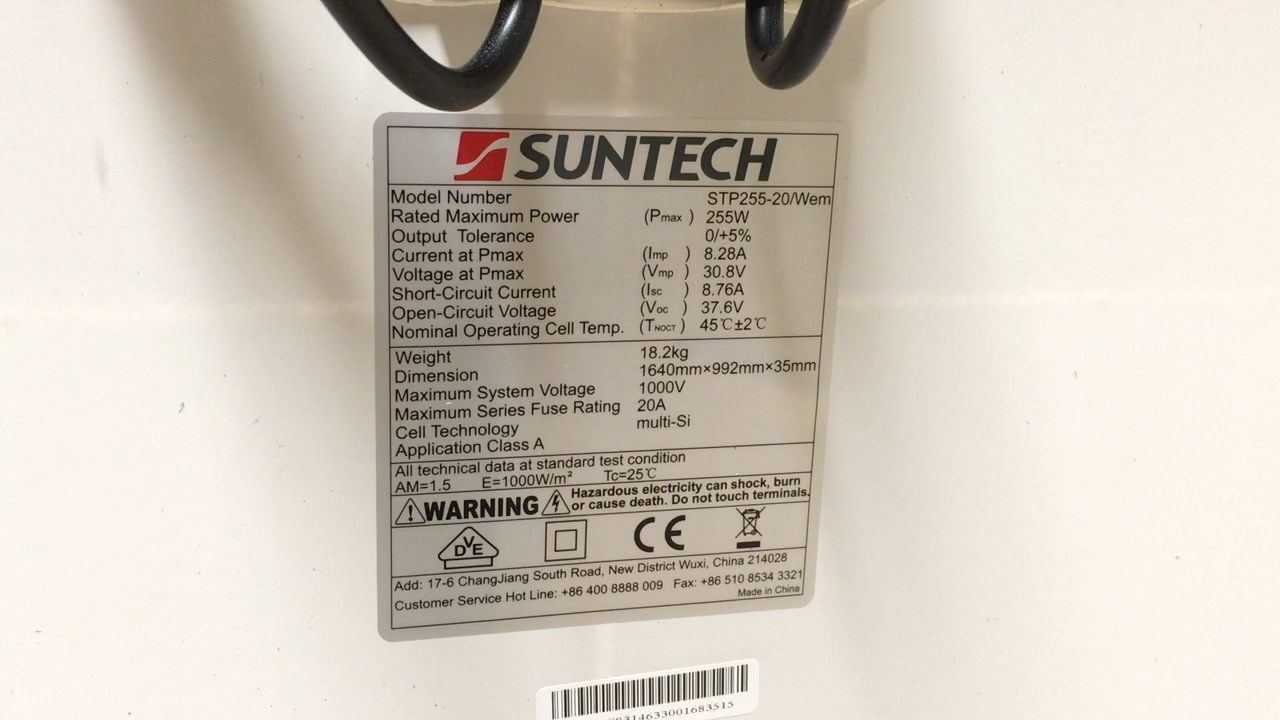 SUNTECH
Model Number STP255-20/Wem
Rated Maximum Power (Pmax ) 255W
Output Tolerance 0/+5%
Current at Pmax (Imp ) 8.28A
Voltage at Pmax (Vmp ) 30.8V
Short-Circuit Current (Isc ) 8.76A
Open-Circuit Voltage (Voc ) 37.6V
Nominal Operating Cell Temp. (TNOCT ) 45℃±2℃
Weight 18.2kg
Dimension 1640mm×992mm×35mm
Maximum System Voltage 1000V
Maximum Series Fuse Rating 20A
Cell Technology multi-Si
Application Class A
All technical data at standard test condition
AM=1.5 E=1000W/m² Tc=25℃
WARNING Hazardous electricity can shock, burn
or cause death. Do not touch terminals.
DVE CE
Add: 17-6 ChangJiang South Road, New District Wuxi, China 214028
Customer Service Hot Line: +86 400 8888 009 Fax: +86 510 8534 3321
Made in China